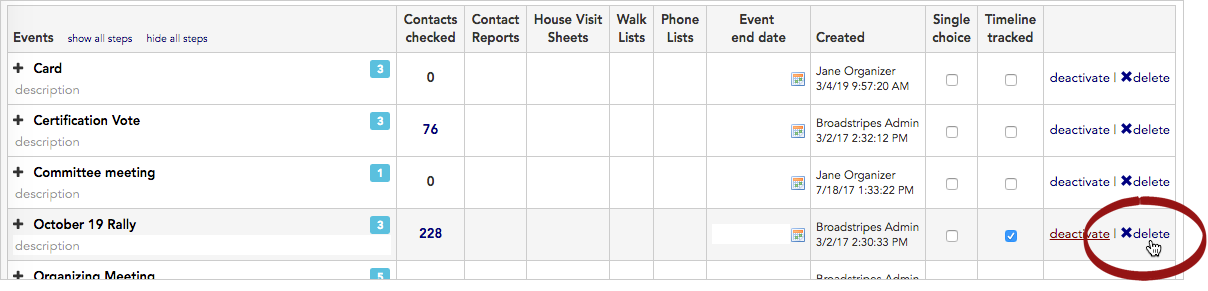 Events show all steps hide all steps Contacts checked Contact Reports House Visit Sheets Walk Lists Phone Lists Event end date Created Single choice Timeline tracked
Card 3 0 Jane Organizer deactivate | delete
description 3/4/19 9:57:20 AM
Certification Vote 3 76 Broadstripes Admin deactivate | delete
description 3/2/17 2:32:12 PM
Committee meeting 1 0 Jane Organizer deactivate | delete
description 7/18/17 1:33:22 PM
October 19 Rally 3 228 Broadstripes Admin deactivate | delete
description 3/2/17 2:30:33 PM
Organizing Meeting 5 Broadstripes Admin